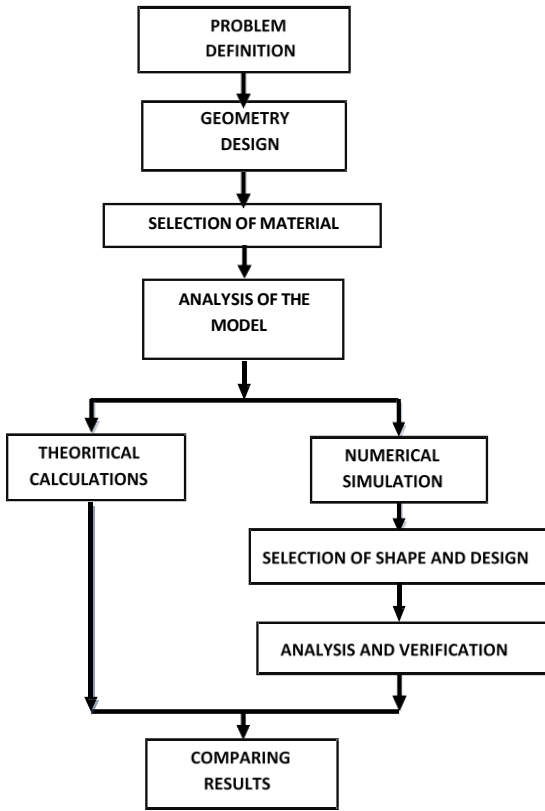 PROBLEM
DEFINITION
GEOMETRY
DESIGN
SELECTION OF MATERIAL
ANALYSIS OF THE
MODEL
THEORITICAL
CALCULATIONS
NUMERICAL
SIMULATION
SELECTION OF SHAPE AND DESIGN
ANALYSIS AND VERIFICATION
COMPARING
RESULTS